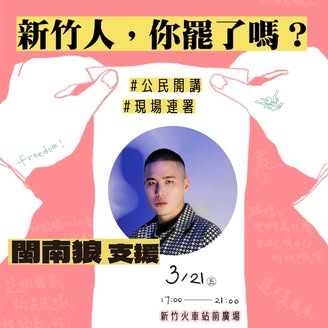 新竹人，你罷了嗎？
#公民開講
#現場連署
freedom!
閩南狼 支援
3/21(五)
17:00——21:00
新竹火車站前廣場